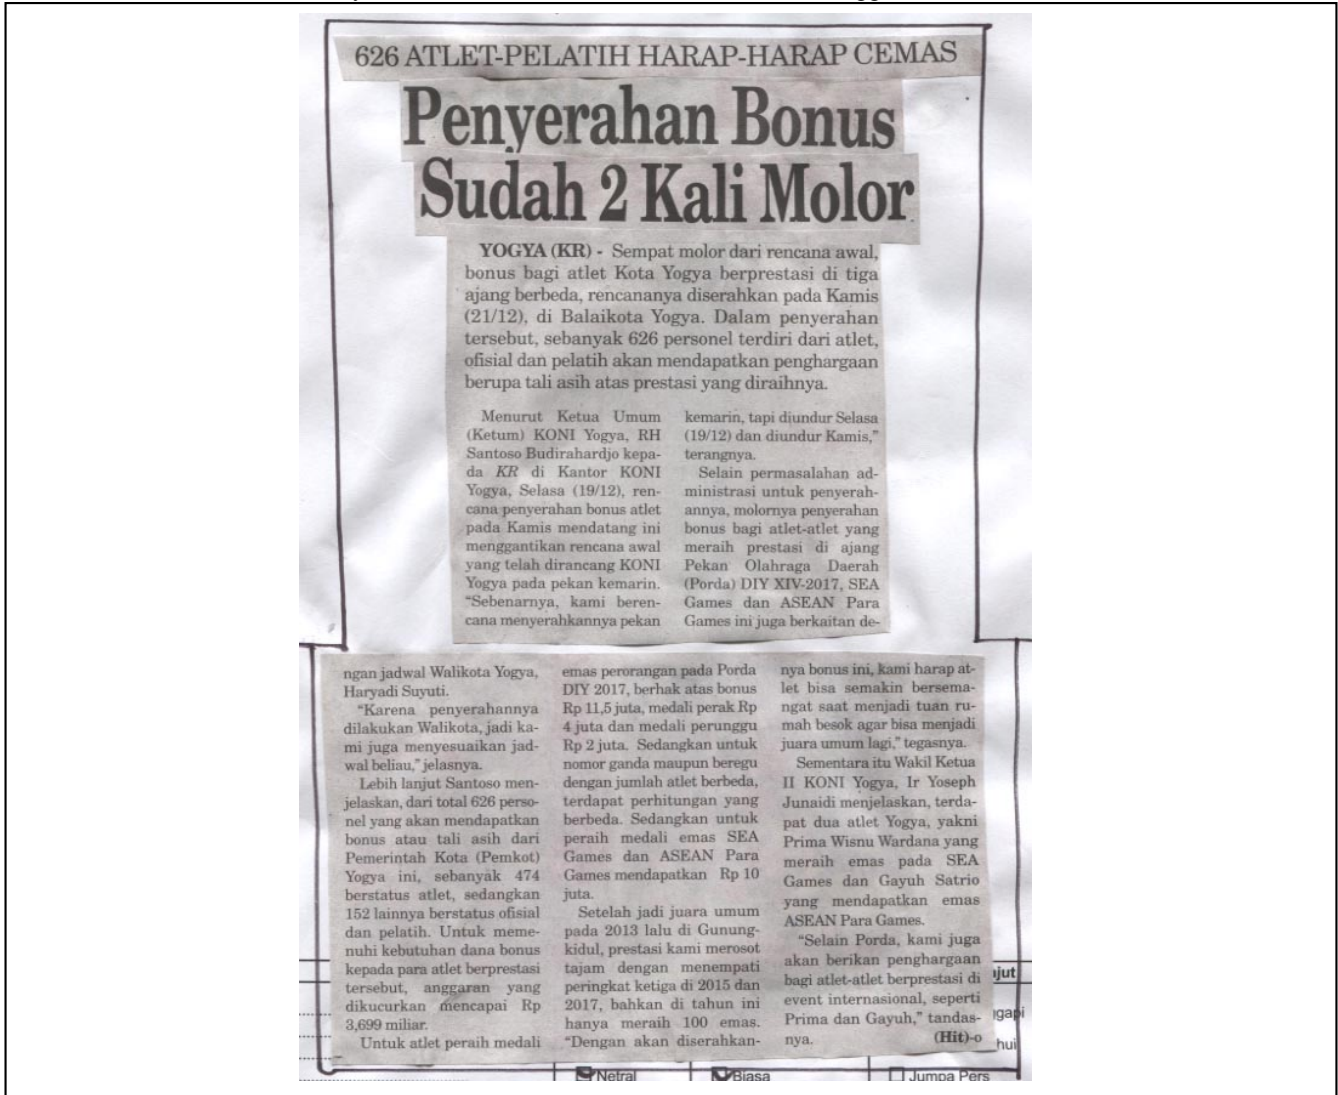 626 ATLET-PELATIH HARAP-HARAP CEMAS
Penyerahan Bonus
Sudah 2 Kali Molor
YOGYA (KR) - Sempat molor dari rencana awal,
bonus bagi atlet Kota Yogya berprestasi di tiga
ajang berbeda, rencananya diserahkan pada Kamis
(21/12), di Balaikota Yogya. Dalam penyerahan
tersebut, sebanyak 626 personel terdiri dari atlet,
ofisial dan pelatih akan mendapatkan penghargaan
berupa tali asih atas prestasi yang diraihnya.
Menurut Ketua Umum
(Ketum) KONI Yogya, RH
Santoso Budirahardjo kepa-
da KR di Kantor KONI
Yogya, Selasa (19/12), ren-
cana penyerahan bonus atlet
pada Kamis mendatang ini
menggantikan rencana awal
yang telah dirancang KONI
Yogya pada pekan kemarin.
"Sebenarnya, kami beren-
cana menyerahkannya pekan
kemarin, tapi diundur Selasa
(19/12) dan diundur Kamis,"
terangnya.
Selain permasalahan ad-
ministrasi untuk penyerah-
annya, molornya penyerahan
bonus bagi atlet-atlet yang
meraih prestasi di ajang
Pekan Olahraga Daerah
(Porda) DIY XIV-2017, SEA
Games dan ASEAN Para
Games ini juga berkaitan de-
ngan jadwal Walikota Yogya,
Haryadi Suyuti.
"Karena penyerahannya
dilakukan Walikota, jadi ka-
mi juga menyesuaikan jad-
wal beliau," jelasnya.
Lebih lanjut Santoso men-
jelaskan, dari total 626 perso-
nel yang akan mendapatkan
bonus atau tali asih dari
Pemerintah Kota (Pemkot)
Yogya ini, sebanyak 474
berstatus atlet, sedangkan
152 lainnya berstatus ofisial
dan pelatih. Untuk meme-
nuhi kebutuhan dana bonus
kepada para atlet berprestasi
tersebut, anggaran yang
dikucurkan mencapai Rp
3,699 miliar.
Untuk atlet peraih medali
emas perorangan pada Porda
DIY 2017, berhak atas bonus
Rp 11,5 juta, medali perak Rp
4 juta dan medali perunggu
Rp 2 juta. Sedangkan untuk
nomor ganda maupun beregu
dengan jumlah atlet berbeda,
terdapat perhitungan yang
berbeda. Sedangkan untuk
peraih medali emas SEA
Games dan ASEAN Para
Games mendapatkan Rp 10
juta.
Setelah jadi juara umum
pada 2013 lalu di Gunung-
kidul, prestasi kami merosot
tajam dengan menempati
peringkat ketiga di 2015 dan
2017, bahkan di tahun ini
hanya meraih 100 emas.
"Dengan akan diserahkan-
nya bonus ini, kami harap at-
let bisa semakin bersema-
ngat saat menjadi tuan ru-
mah besok agar bisa menjadi
juara umum lagi," tegasnya.
Sementara itu Wakil Ketua
II KONI Yogya, Ir Yoseph
Junaidi menjelaskan, terda-
pat dua atlet Yogya, yakni
Prima Wisnu Wardana yang
meraih emas pada SEA
Games dan Gayuh Satrio
yang mendapatkan emas
ASEAN Para Games.
"Selain Porda, kami juga
akan berikan penghargaan
bagi atlet-atlet berprestasi di
event internasional, seperti
Prima dan Gayuh," tandas-
nya. (Hit)-o
Netral Biasa Jumpa Pers